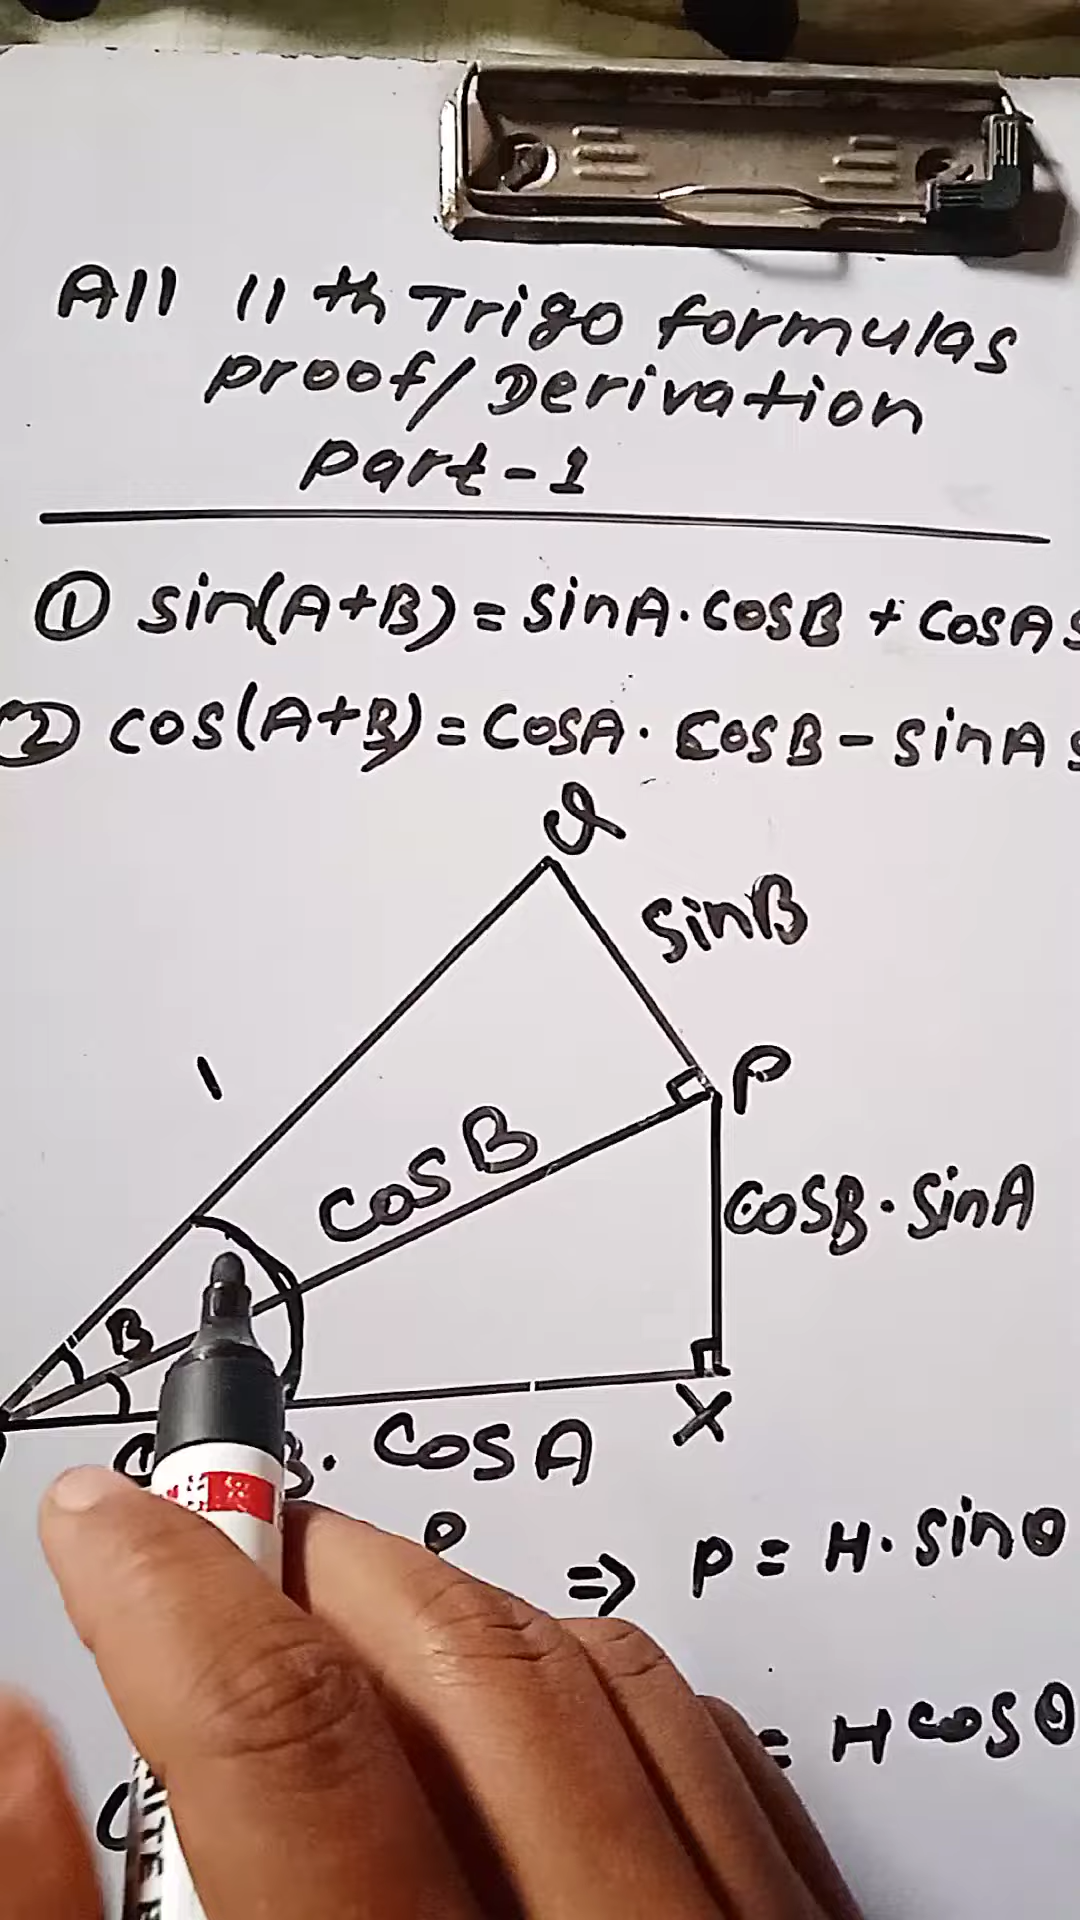 All 11th Trigo formulas
proof/Derivation
part-1
① sin(A+B)=sinA·cosB + cosA s
② cos(A+B)=cosA· cosB - sinA s
Q
sinB
1
P
cosB
cosB·sinA
B
X
B· cosA
P
⇒ P = H· sinθ
= H cosθ